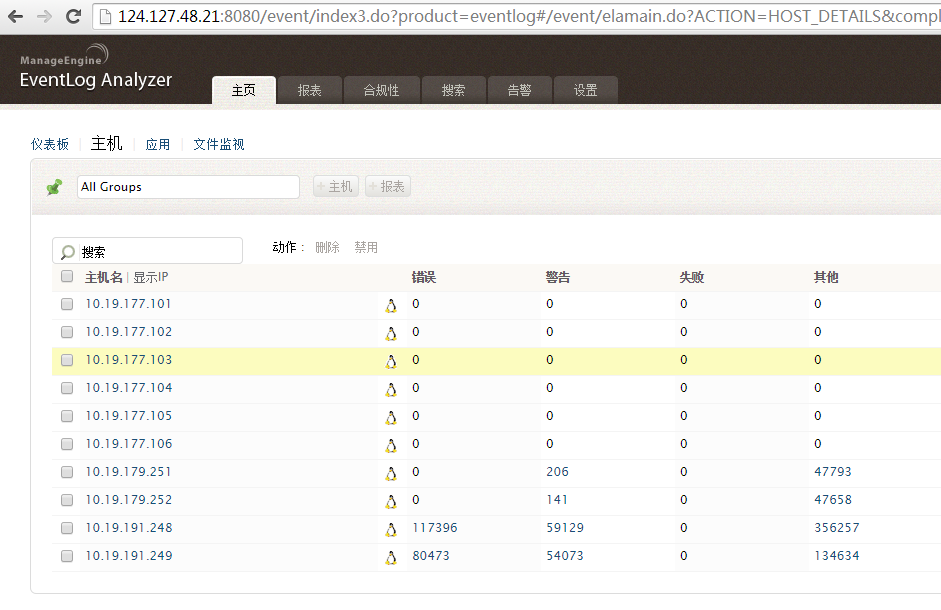 124.127.48.21:8080/event/index3.do?product=eventlog#/event/elamain.do?ACTION=HOST_DETAILS&compl
ManageEngine
EventLog Analyzer
主页 报表 合规性 搜索 告警 设置
仪表板 | 主机 | 应用 | 文件监视
All Groups + 主机 + 报表
搜索 动作 : 删除 禁用
主机名 | 显示IP 错误 警告 失败 其他
10.19.177.101 0 0 0 0
10.19.177.102 0 0 0 0
10.19.177.103 0 0 0 0
10.19.177.104 0 0 0 0
10.19.177.105 0 0 0 0
10.19.177.106 0 0 0 0
10.19.179.251 0 206 0 47793
10.19.179.252 0 141 0 47658
10.19.191.248 117396 59129 0 356257
10.19.191.249 80473 54073 0 134634